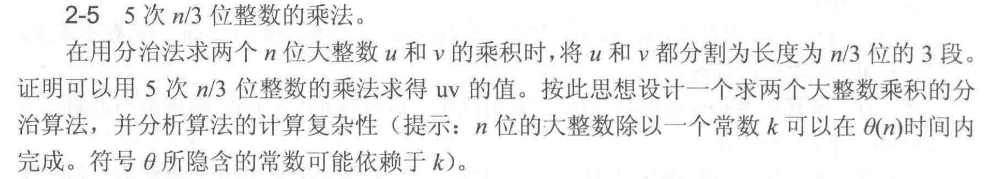 2-5 5 次 n/3 位整数的乘法。
在用分治法求两个 n 位大整数 u 和 v 的乘积时,将 u 和 v 都分割为长度为 n/3 位的 3 段。
证明可以用 5 次 n/3 位整数的乘法求得 uv 的值。按此思想设计一个求两个大整数乘积的分
治算法，并分析算法的计算复杂性（提示：n 位的大整数除以一个常数 k 可以在 θ(n)时间内
完成。符号 θ 所隐含的常数可能依赖于 k）。